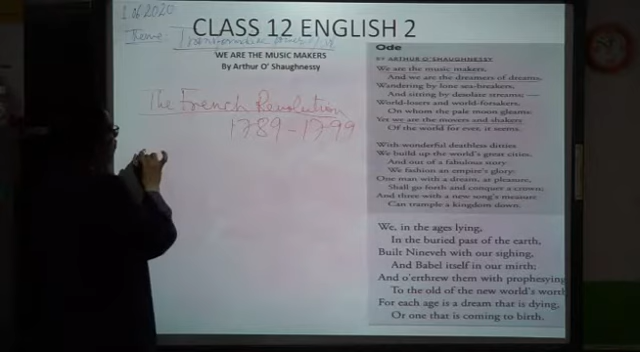 1.06.2020
CLASS 12 ENGLISH 2
Theme
WE ARE THE MUSIC MAKERS
By Arthur O' Shaughnessy
The French Revolution
1789-1799
Ode
BY ARTHUR O'SHAUGHNESSY
We are the music makers,
And we are the dreamers of dreams,
Wandering by lone sea-breakers,
And sitting by desolate streams; —
World-losers and world-forsakers,
On whom the pale moon gleams:
Yet we are the movers and shakers
Of the world for ever, it seems.
With wonderful deathless ditties
We build up the world's great cities,
And out of a fabulous story
We fashion an empire's glory:
One man with a dream, at pleasure,
Shall go forth and conquer a crown;
And three with a new song's measure
Can trample a kingdom down.
We, in the ages lying,
In the buried past of the earth,
Built Nineveh with our sighing,
And Babel itself in our mirth;
And o'erthrew them with prophesying
To the old of the new world's worth
For each age is a dream that is dying,
Or one that is coming to birth.